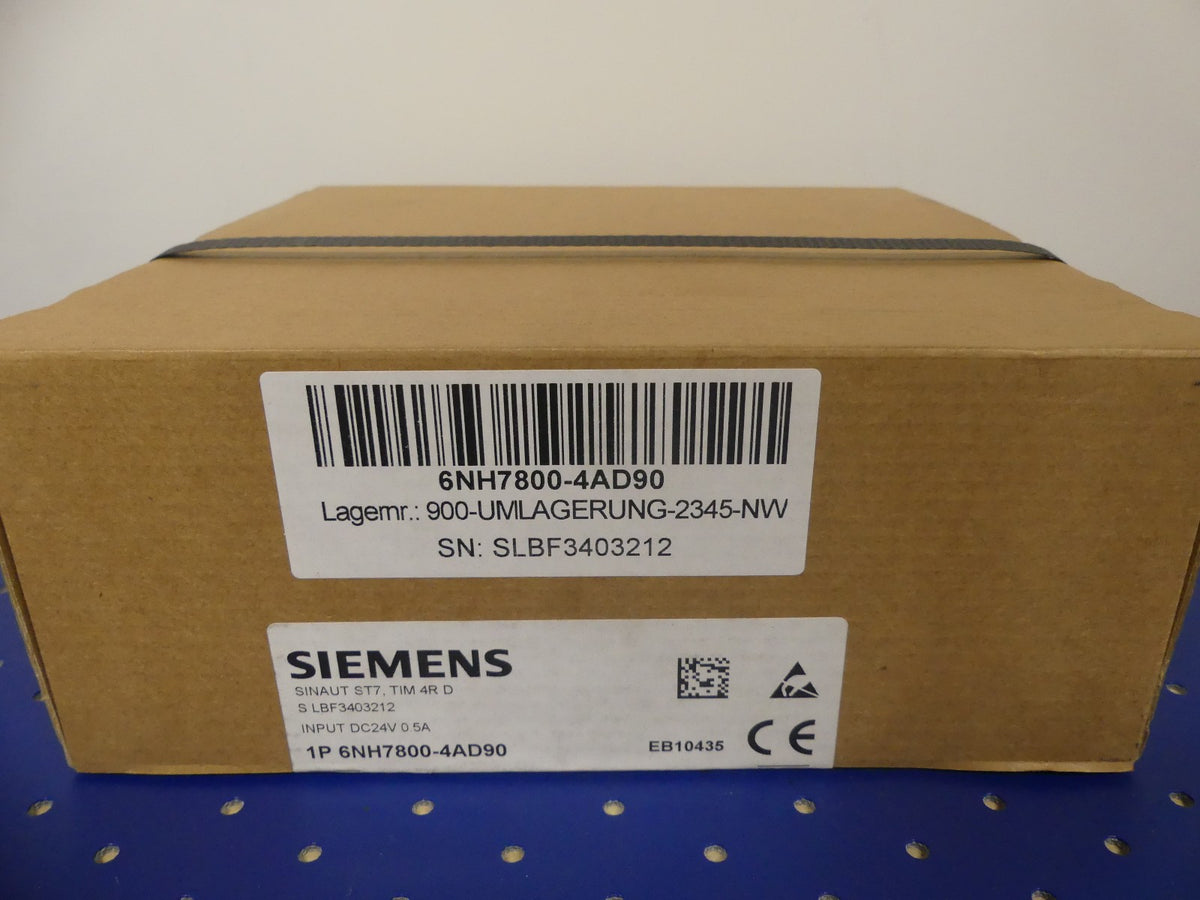 6NH7800-4AD90
Lagernr.: 900-UMLAGERUNG-2345-NW
SN: SLBF3403212
SIEMENS
SINAUT ST7, TIM 4R D
S LBF3403212
INPUT DC24V 0.5A
1P 6NH7800-4AD90
EB10435
CE